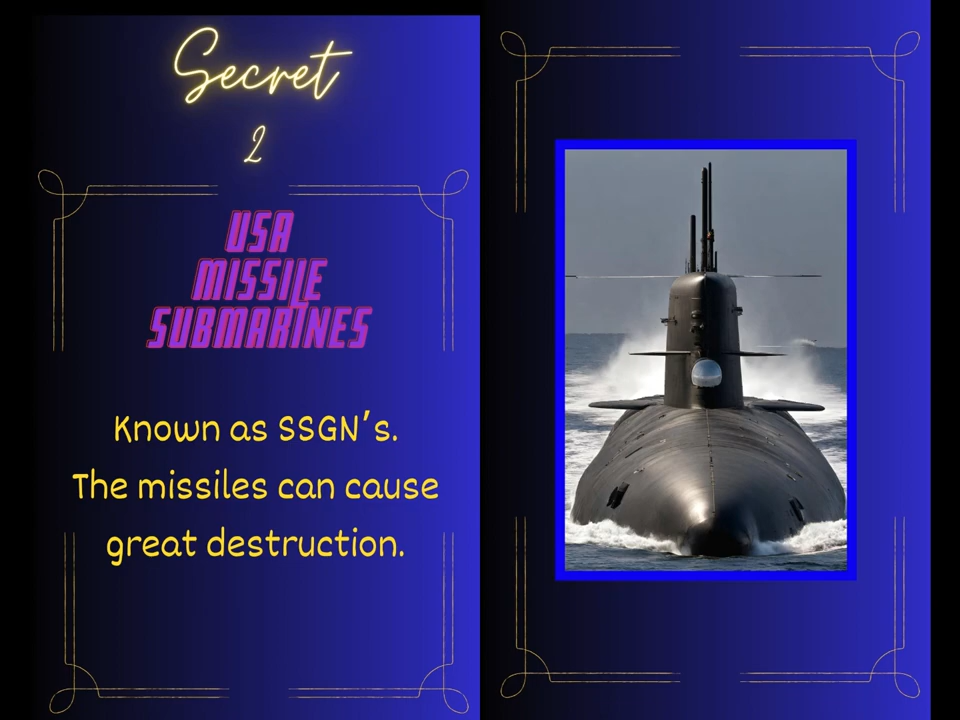 Secret
2
USA
MISSILE
SUBMARINES
Known as SSGN's.
The missiles can cause
great destruction.